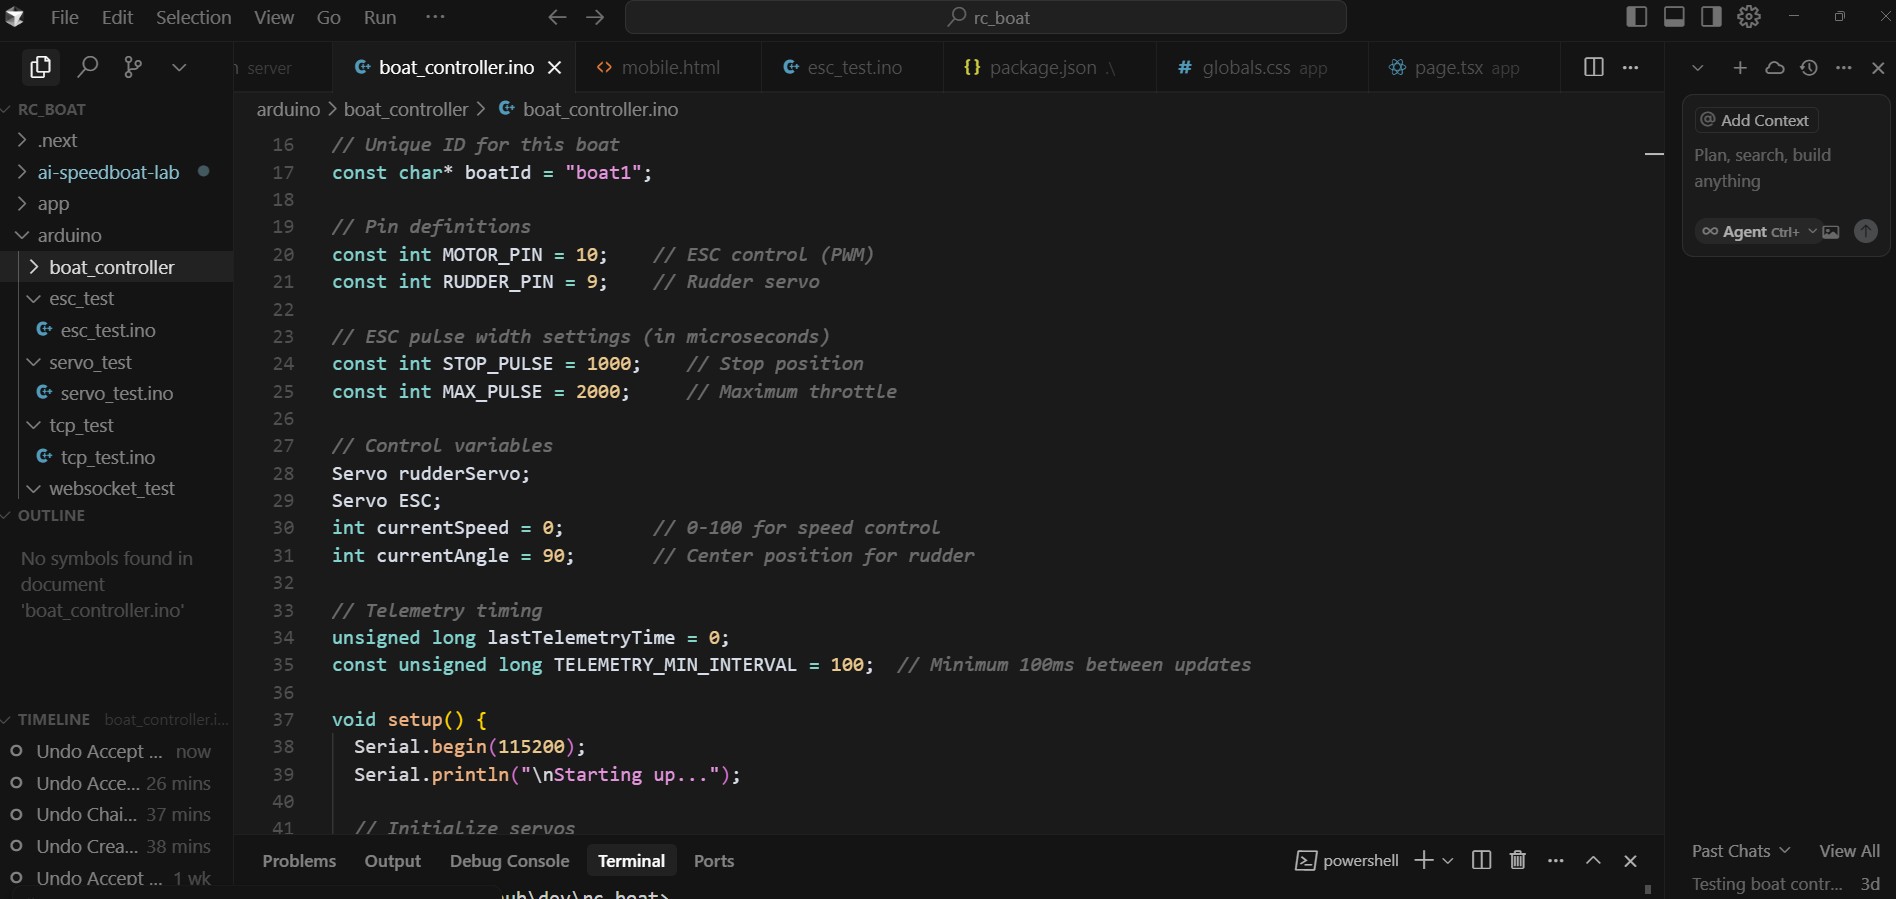 File Edit Selection View Go Run ···
rc_boat
server
boat_controller.ino
mobile.html
esc_test.ino
{} package.json .\
# globals.css app
page.tsx app
RC_BOAT
.next
ai-speedboat-lab
app
arduino
boat_controller
esc_test
esc_test.ino
servo_test
servo_test.ino
tcp_test
tcp_test.ino
websocket_test
OUTLINE
No symbols found in
document
'boat_controller.ino'
TIMELINE boat_controller.i...
Undo Accept ... now
Undo Acce... 26 mins
Undo Chai... 37 mins
Undo Crea... 38 mins
Undo Accept ... 1 wk
arduino > boat_controller > boat_controller.ino
16 // Unique ID for this boat
17 const char* boatId = "boat1";
18
19 // Pin definitions
20 const int MOTOR_PIN = 10; // ESC control (PWM)
21 const int RUDDER_PIN = 9; // Rudder servo
22
23 // ESC pulse width settings (in microseconds)
24 const int STOP_PULSE = 1000; // Stop position
25 const int MAX_PULSE = 2000; // Maximum throttle
26
27 // Control variables
28 Servo rudderServo;
29 Servo ESC;
30 int currentSpeed = 0; // 0-100 for speed control
31 int currentAngle = 90; // Center position for rudder
32
33 // Telemetry timing
34 unsigned long lastTelemetryTime = 0;
35 const unsigned long TELEMETRY_MIN_INTERVAL = 100; // Minimum 100ms between updates
36
37 void setup() {
38 Serial.begin(115200);
39 Serial.println("\nStarting up...");
40
41 // Initialize servos
Problems Output Debug Console Terminal Ports
powershell
\dev\rc_boat>
@ Add Context
Plan, search, build
anything
∞ Agent Ctrl+
Past Chats View All
Testing boat contr... 3d